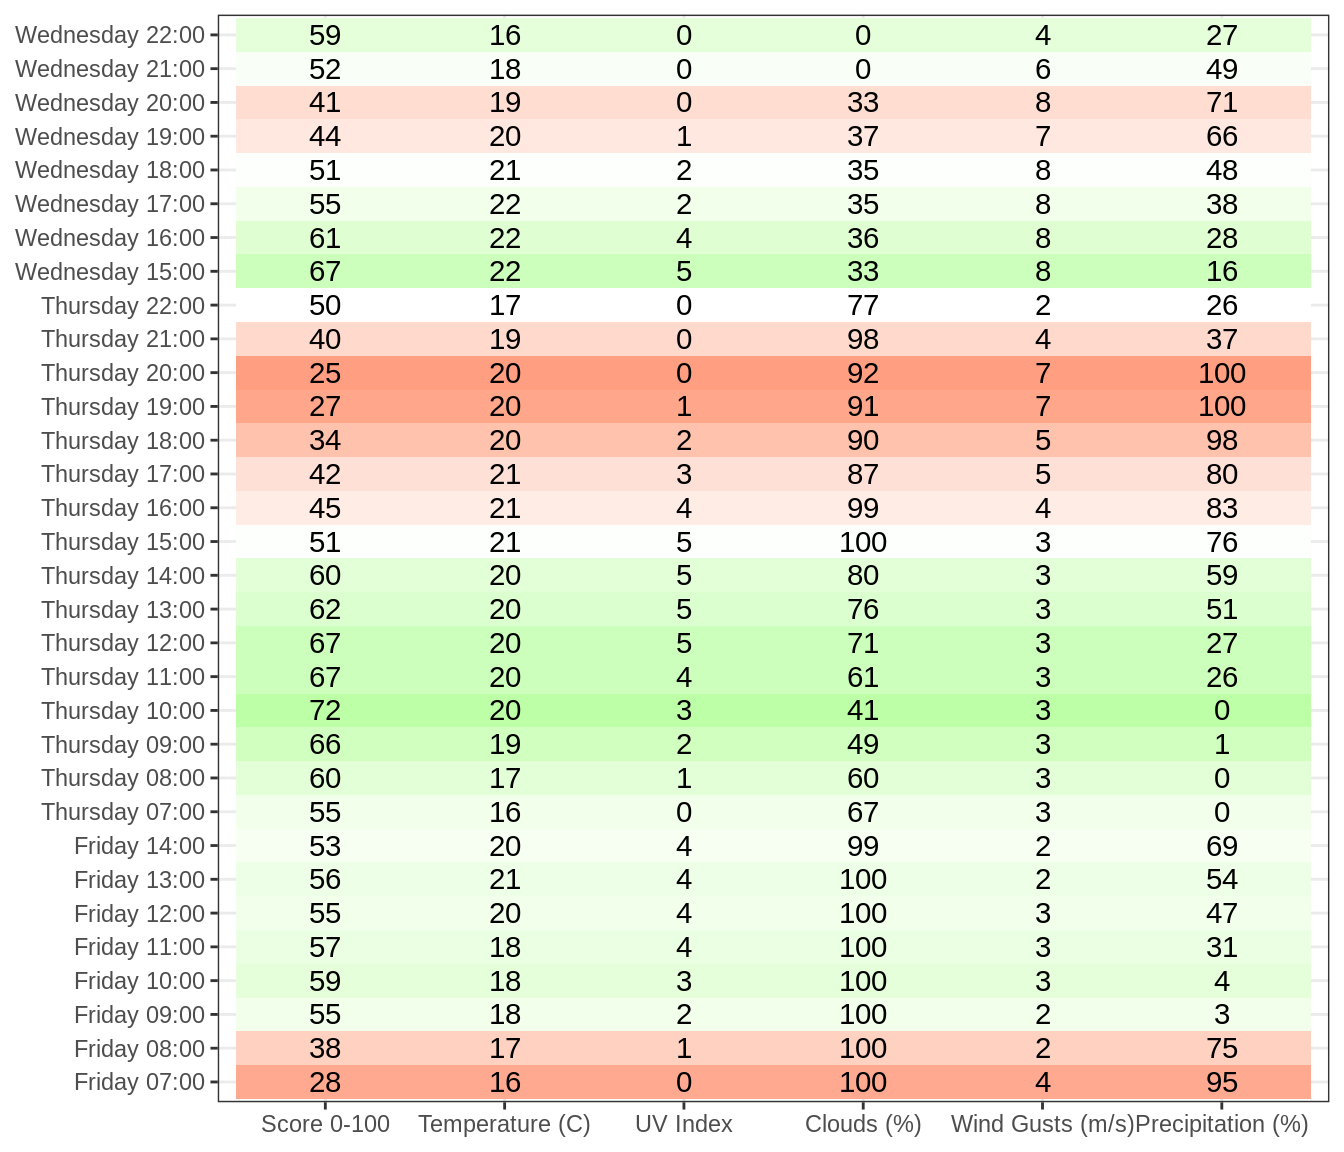 Wednesday 22:00 59 16 0 0 4 27
Wednesday 21:00 52 18 0 0 6 49
Wednesday 20:00 41 19 0 33 8 71
Wednesday 19:00 44 20 1 37 7 66
Wednesday 18:00 51 21 2 35 8 48
Wednesday 17:00 55 22 2 35 8 38
Wednesday 16:00 61 22 4 36 8 28
Wednesday 15:00 67 22 5 33 8 16
Thursday 22:00 50 17 0 77 2 26
Thursday 21:00 40 19 0 98 4 37
Thursday 20:00 25 20 0 92 7 100
Thursday 19:00 27 20 1 91 7 100
Thursday 18:00 34 20 2 90 5 98
Thursday 17:00 42 21 3 87 5 80
Thursday 16:00 45 21 4 99 4 83
Thursday 15:00 51 21 5 100 3 76
Thursday 14:00 60 20 5 80 3 59
Thursday 13:00 62 20 5 76 3 51
Thursday 12:00 67 20 5 71 3 27
Thursday 11:00 67 20 4 61 3 26
Thursday 10:00 72 20 3 41 3 0
Thursday 09:00 66 19 2 49 3 1
Thursday 08:00 60 17 1 60 3 0
Thursday 07:00 55 16 0 67 3 0
Friday 14:00 53 20 4 99 2 69
Friday 13:00 56 21 4 100 2 54
Friday 12:00 55 20 4 100 3 47
Friday 11:00 57 18 4 100 3 31
Friday 10:00 59 18 3 100 3 4
Friday 09:00 55 18 2 100 2 3
Friday 08:00 38 17 1 100 2 75
Friday 07:00 28 16 0 100 4 95
Score 0-100 Temperature (C) UV Index Clouds (%) Wind Gusts (m/s) Precipitation (%)